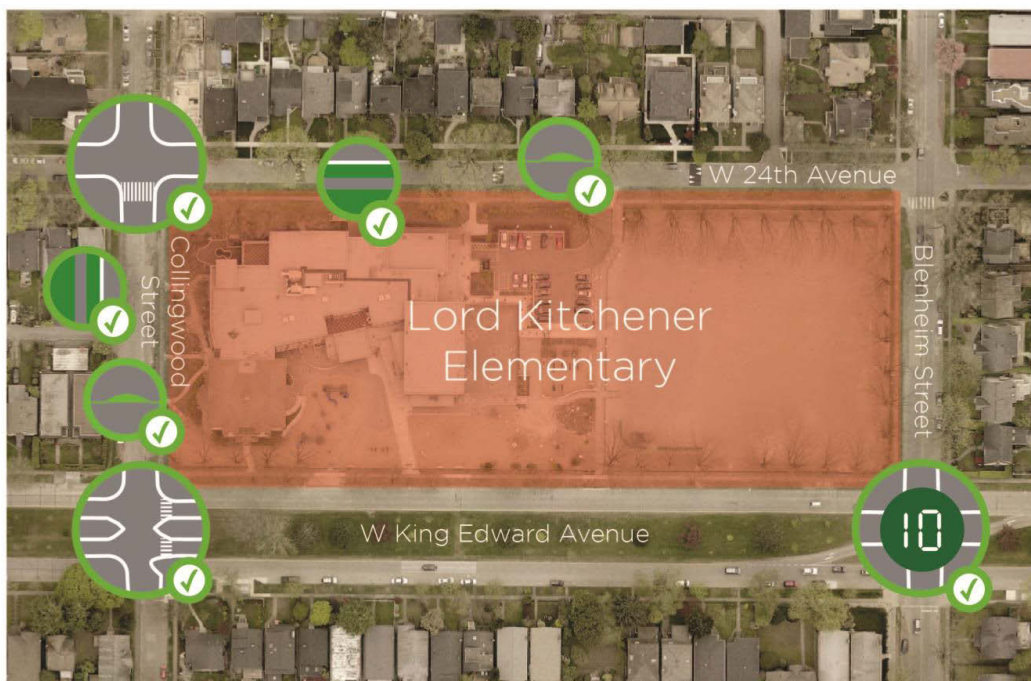 W 24th Avenue
Collingwood
Street
Lord Kitchener
Elementary
Blenheim Street
W King Edward Avenue
10